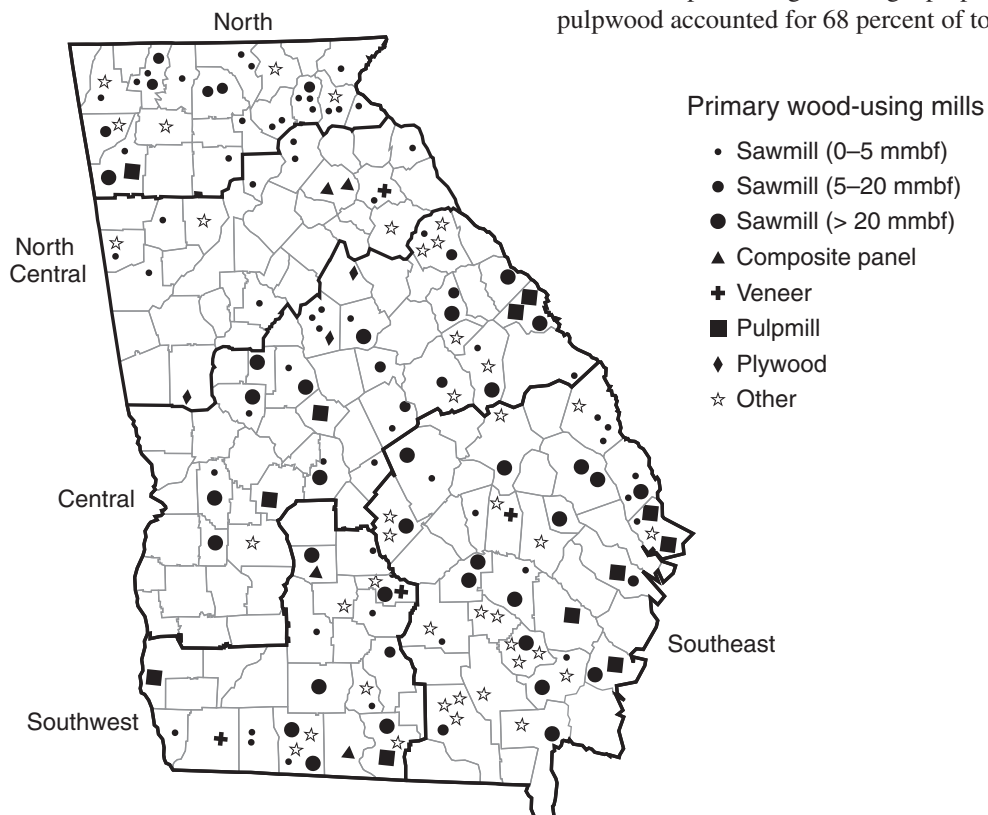 pulpwood accounted for 68 percent of to
North
Primary wood-using mills
Sawmill (0–5 mmbf)
Sawmill (5–20 mmbf)
Sawmill (> 20 mmbf)
Composite panel
Veneer
Pulpmill
Plywood
Other
North
Central
Central
Southeast
Southwest